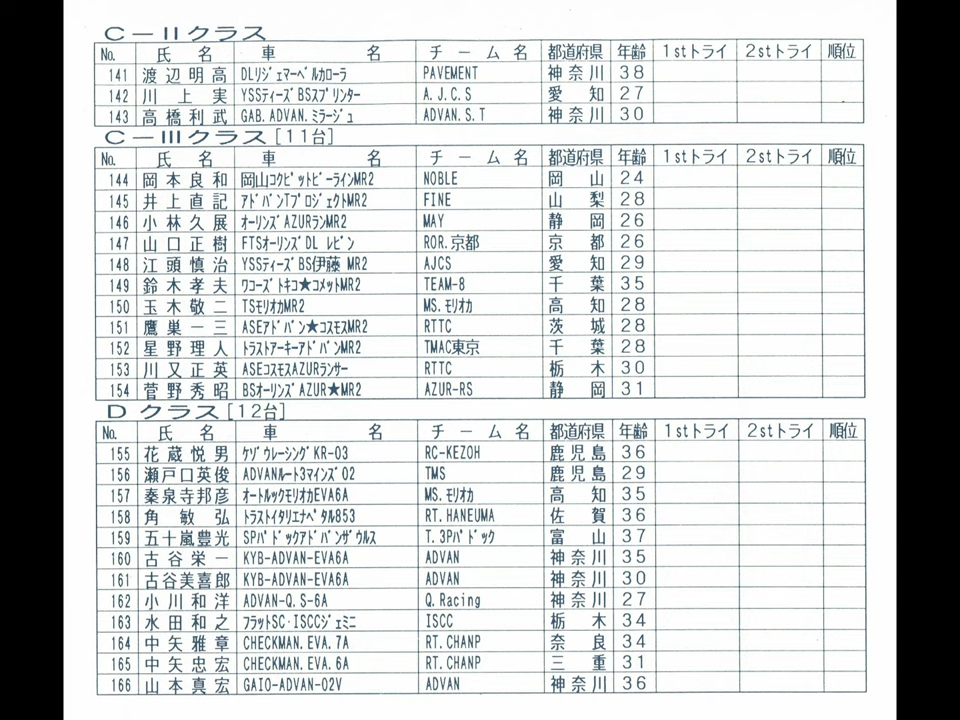 C－Ⅱクラス
No. 氏名 車名 チーム名 都道府県 年齢 1stトライ 2ndトライ 順位
141 渡辺明高 DLリジェマーベルカローラ PAVEMENT 神奈川 38
142 川上実 YSSティーズBSスプリンター A.J.C.S 愛知 27
143 高橋利武 GAB.ADVAN.ミラージュ ADVAN.S.T 神奈川 30
C－Ⅲクラス[11台]
No. 氏名 車名 チーム名 都道府県 年齢 1stトライ 2stトライ 順位
144 岡本良和 岡山コクピットビーラインMR2 NOBLE 岡山 24
145 井上直記 アドバンTプロジェクトMR2 FINE 山梨 28
146 小林久展 オーリンズAZURランMR2 MAY 静岡 26
147 山口正樹 FTSオーリンズDL レビン ROR.京都 京都 26
148 江頭慎治 YSSティーズBS伊藤 MR2 AJCS 愛知 29
149 鈴木孝夫 ワコーズトキコ★コメットMR2 TEAM-8 千葉 35
150 玉木敬二 TSモリオカMR2 MS.モリオカ 高知 28
151 鷹巣一三 ASEアドバン★コスモスMR2 RTTC 茨城 28
152 星野理人 トラストアーキーアドバンMR2 TMAC東京 千葉 28
153 川又正英 ASEコスモスAZURランサー RTTC 栃木 30
154 菅野秀昭 BSオーリンズAZUR★MR2 AZUR-RS 静岡 31
Dクラス[12台]
No. 氏名 車名 チーム名 都道府県 年齢 1stトライ 2stトライ 順位
155 花蔵悦男 ケゾウレーシングKR-03 RC-KEZOH 鹿児島 36
156 瀬戸口英俊 ADVANルート3マインズ02 TMS 鹿児島 29
157 秦泉寺邦彦 オートルックモリオカEVA6A MS.モリオカ 高知 35
158 角敏弘 トラストイタリエナペタル853 RT.HANEUMA 佐賀 36
159 五十嵐豊光 SPパドックアドバンザウルス T.3Pパドック 富山 37
160 古谷栄一 KYB-ADVAN-EVA6A ADVAN 神奈川 35
161 古谷美喜郎 KYB-ADVAN-EVA6A ADVAN 神奈川 30
162 小川和洋 ADVAN-Q.S-6A Q.Racing 神奈川 27
163 水田和之 フラットSC･ISCCジェミニ ISCC 栃木 34
164 中矢雅章 CHECKMAN.EVA.7A RT.CHANP 奈良 34
165 中矢忠宏 CHECKMAN.EVA.6A RT.CHANP 三重 31
166 山本真宏 GAIO-ADVAN-02V ADVAN 神奈川 36